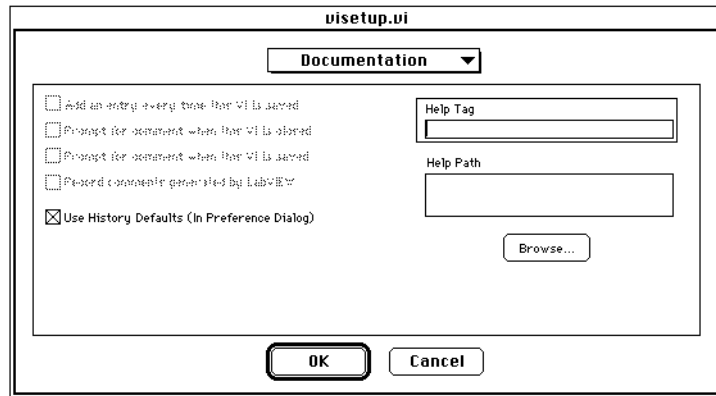 visetup.vi
Documentation
Add an entry every time the VI is saved
Prompt for comment when the VI is closed
Prompt for comment when the VI is saved
Record comments generated by LabVIEW
Use History Defaults (In Preference Dialog)
Help Tag
Help Path
Browse...
OK
Cancel